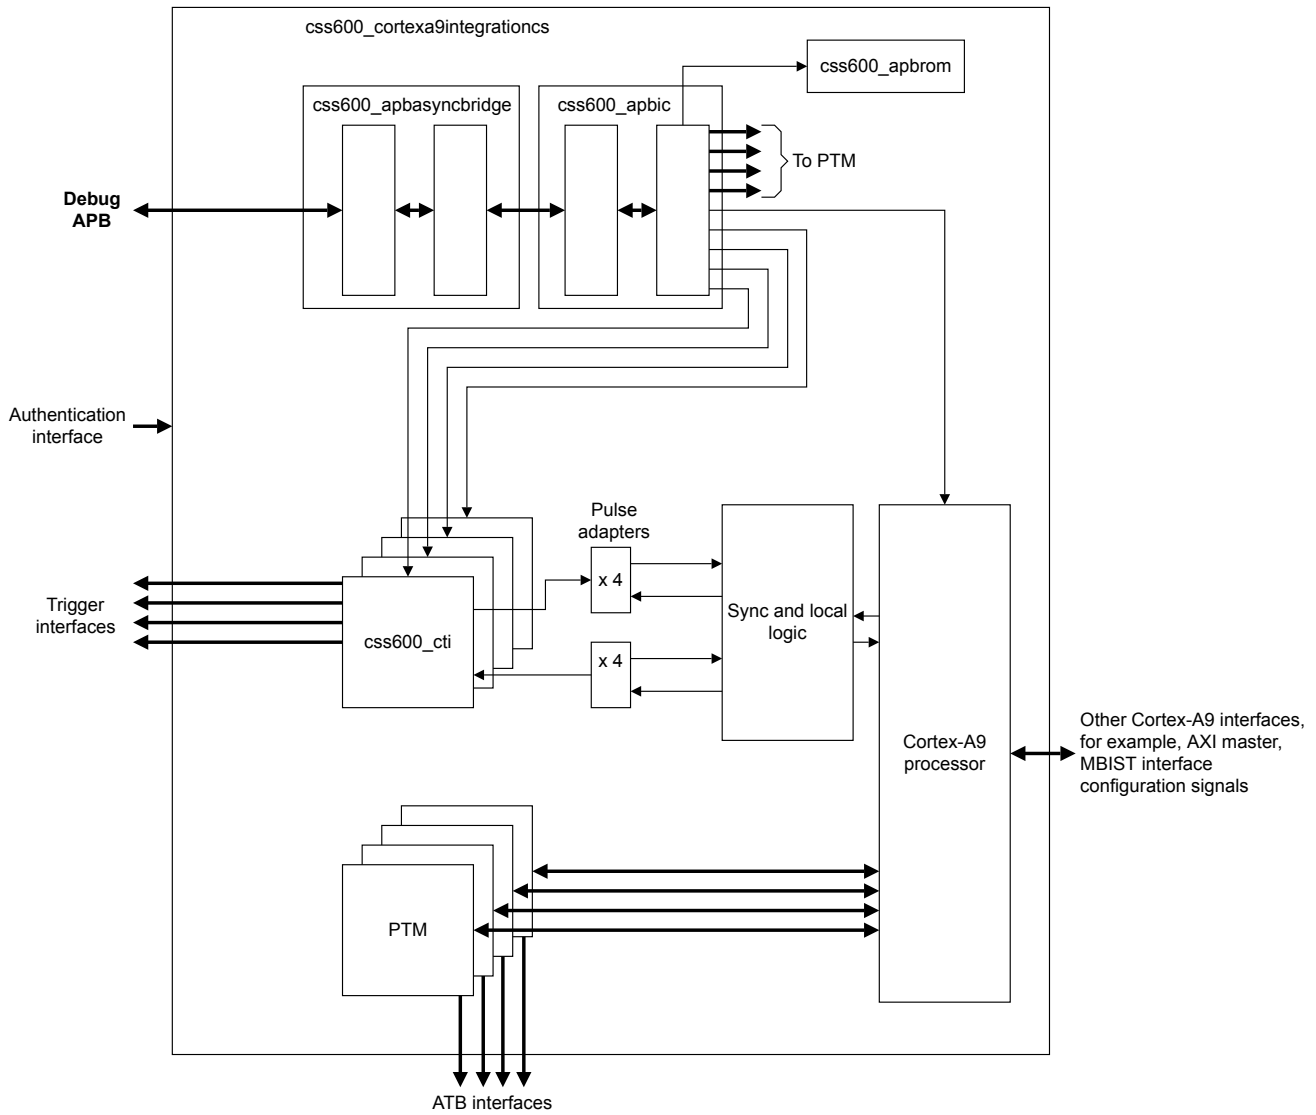 css600_cortexa9integrationcs
css600_apbrom
css600_apbasyncbridge
css600_apbic
To PTM
Debug
APB
Authentication
interface
Pulse
adapters
x 4
Trigger
interfaces
css600_cti
x 4
Sync and local
logic
Cortex-A9
processor
Other Cortex-A9 interfaces,
for example, AXI master,
MBIST interface
configuration signals
PTM
ATB interfaces